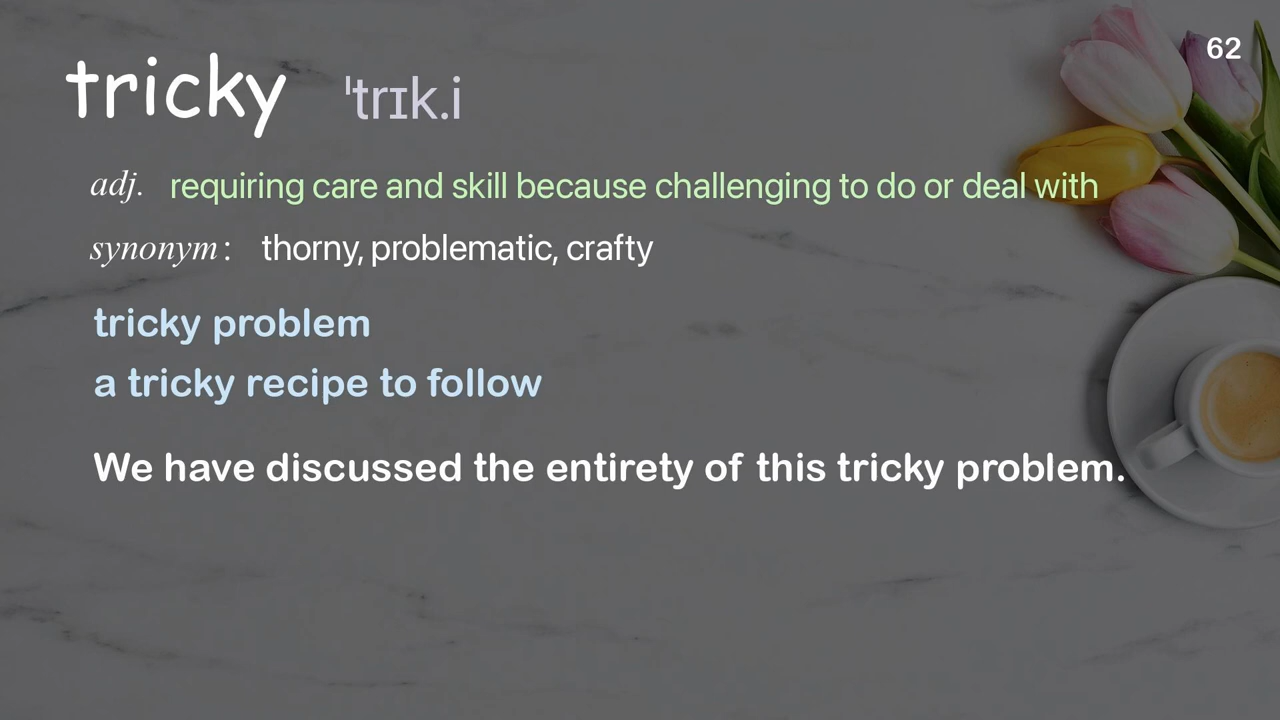 62
tricky ˈtrɪk.i
adj. requiring care and skill because challenging to do or deal with
synonym : thorny, problematic, crafty
tricky problem
a tricky recipe to follow
We have discussed the entirety of this tricky problem.